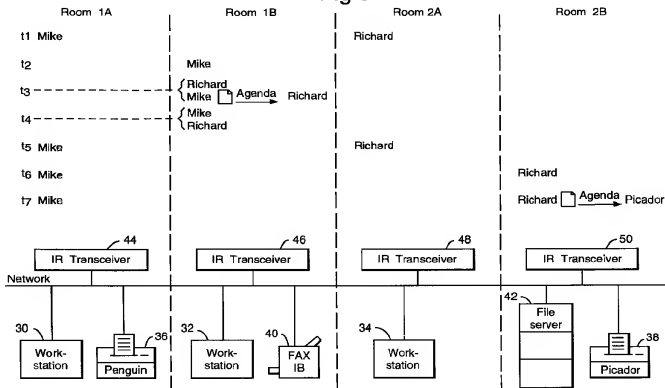 Room 1A Room 1B Room 2A Room 2B
t1 Mike Richard
t2 Mike
t3 Richard
Mike Agenda Richard
t4 Mike
Richard
t5 Mike Richard
t6 Mike Richard
t7 Mike Richard Agenda Picador
44 46 48 50
IR Transceiver IR Transceiver IR Transceiver IR Transceiver
Network
30 36 32 40 34 42 38
File
server
Work-
station
Penguin
Work-
station
FAX
IB
Work-
station
Picador